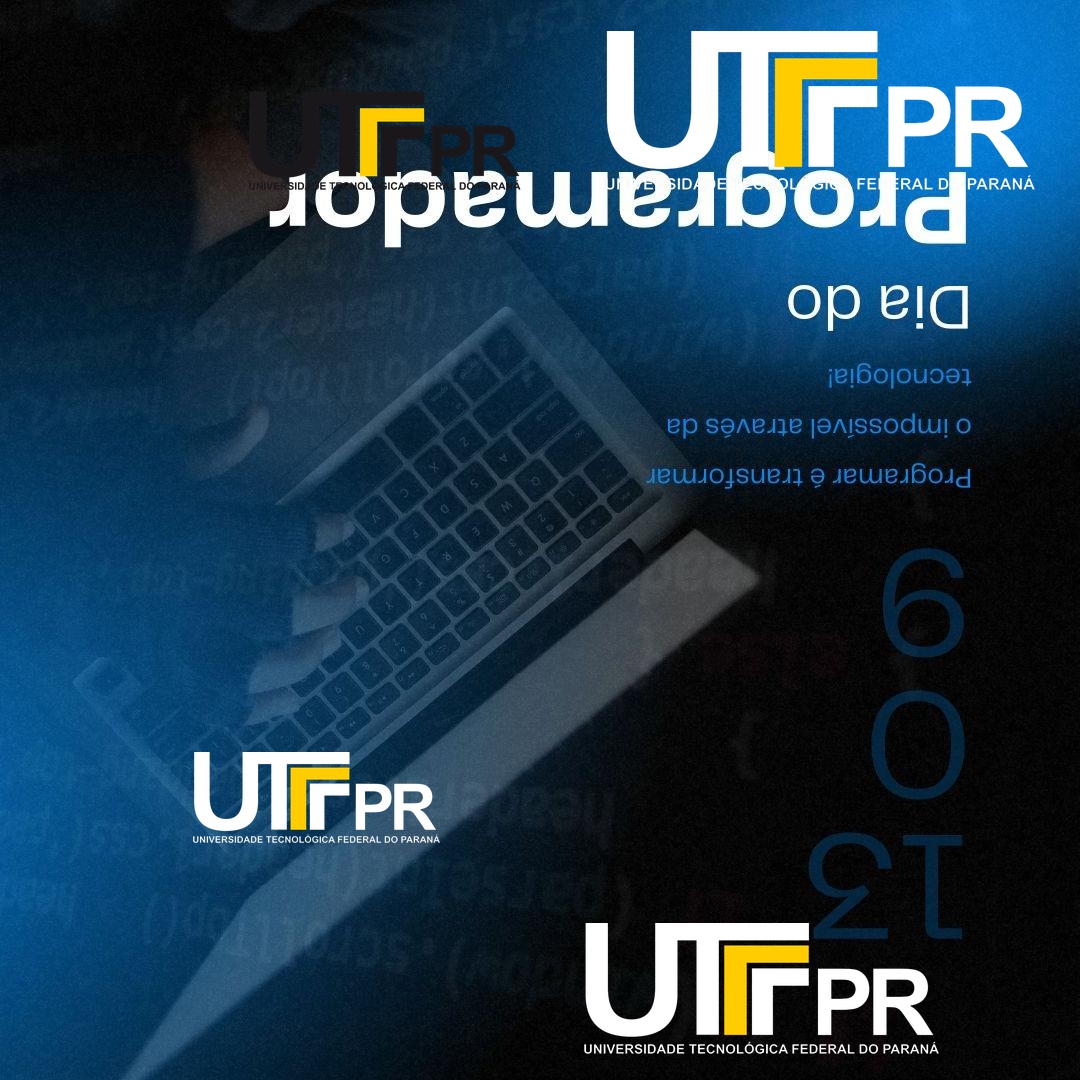 UTFPR
UNIVERSIDADE TECNOLÓGICA FEDERAL DO PARANÁ
UTFPR
UNIVERSIDADE TECNOLÓGICA FEDERAL DO PARANÁ
13
09
Programar é transformar
o impossível através da
tecnologia!
Dia do
Programador
UTFPR
UNIVERSIDADE TECNOLÓGICA FEDERAL DO PARANÁ
UTFPR
UNIVERSIDADE TECNOLÓGICA FEDERAL DO PARANÁ